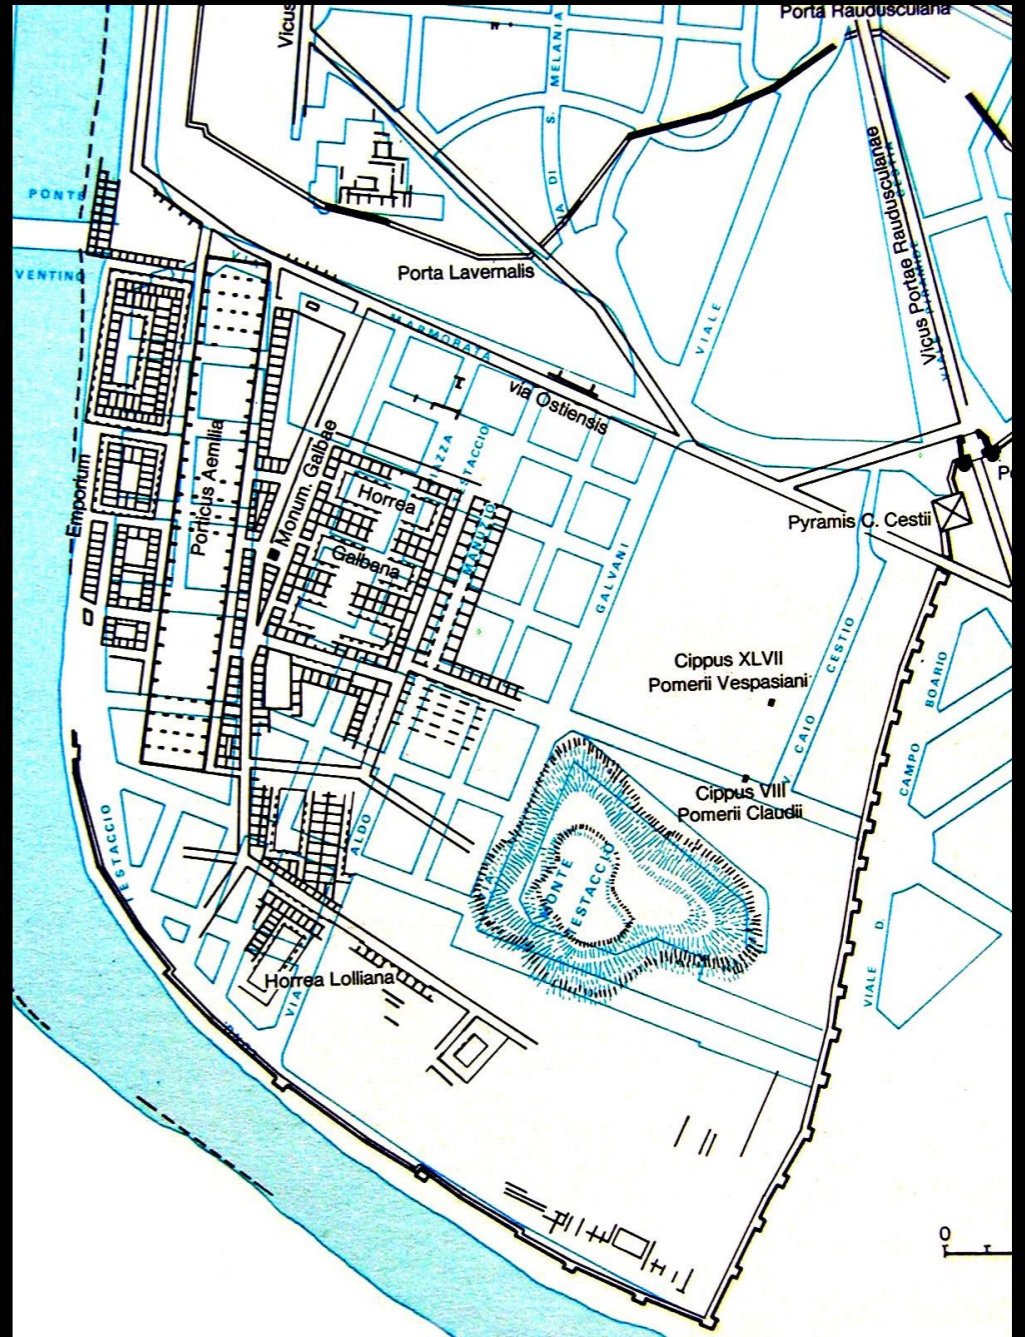 Porta Raudusculana
Vicus
MELANIA
S.
DI
Vicus Portae Raudusculanae
PONTE
VENTINO
Porta Lavernalis
VIALE
MARMORATA
via Ostiensis
PIAZZA
Emporium
Porticus Aemilia
Monum. Galbae
Horrea
Galbana
MANUZIO
GALVANI
Pyramis C. Cestii
Cippus XLVII
Pomerii Vespasiani
CESTIO
CAIO
V.
Cippus VIII
Pomerii Claudii
BOARIO
CAMPO
D.
VIALE
TESTACCIO
ALDO
VIA
MONTE
TESTACCIO
Horrea Lolliana
0